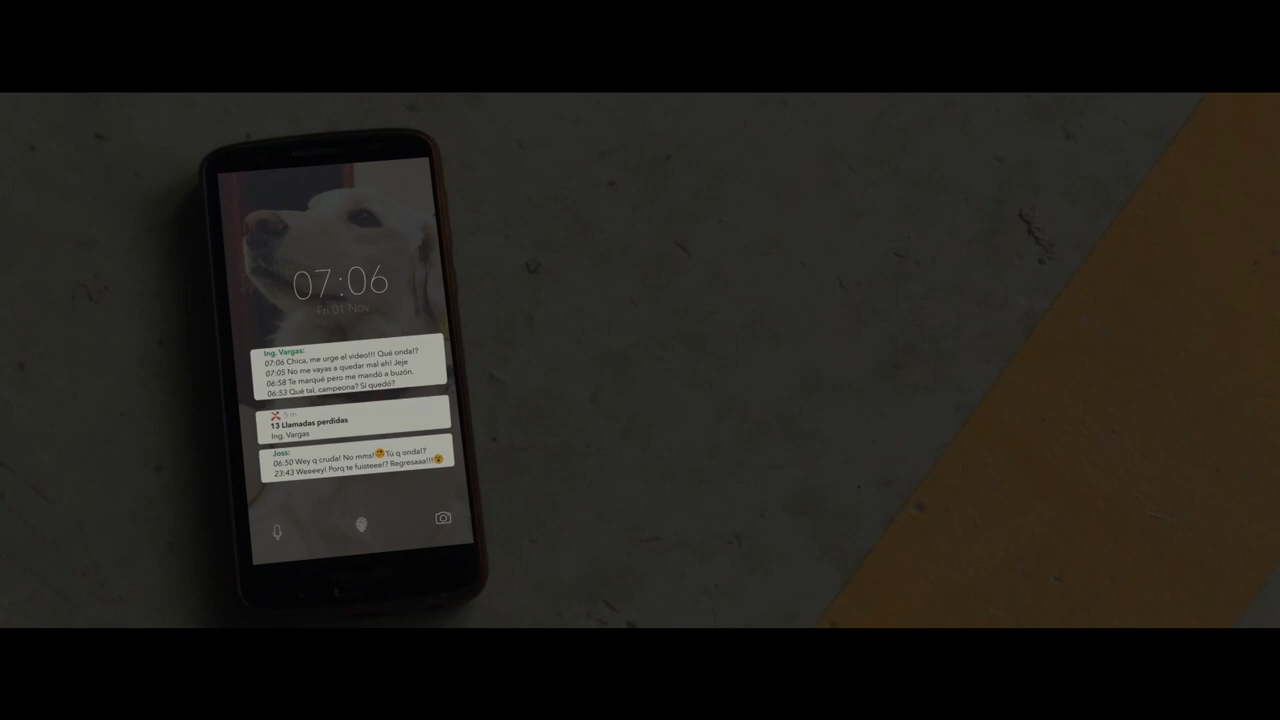 07:06
Fri 01 Nov
Ing. Vargas:
07:06 Chica, me urge el video!!! Qué onda!?
07:05 No me vayas a quedar mal eh! Jeje
06:58 Te marqué pero me mandó a buzón.
06:53 Qué tal, campeona? Sí quedó?
5 m
13 Llamadas perdidas
Ing. Vargas
Joss:
06:50 Wey q cruda! No mms! Tú q onda!?
23:43 Weeeey! Porq te fuisteee!? Regresaaa!!!